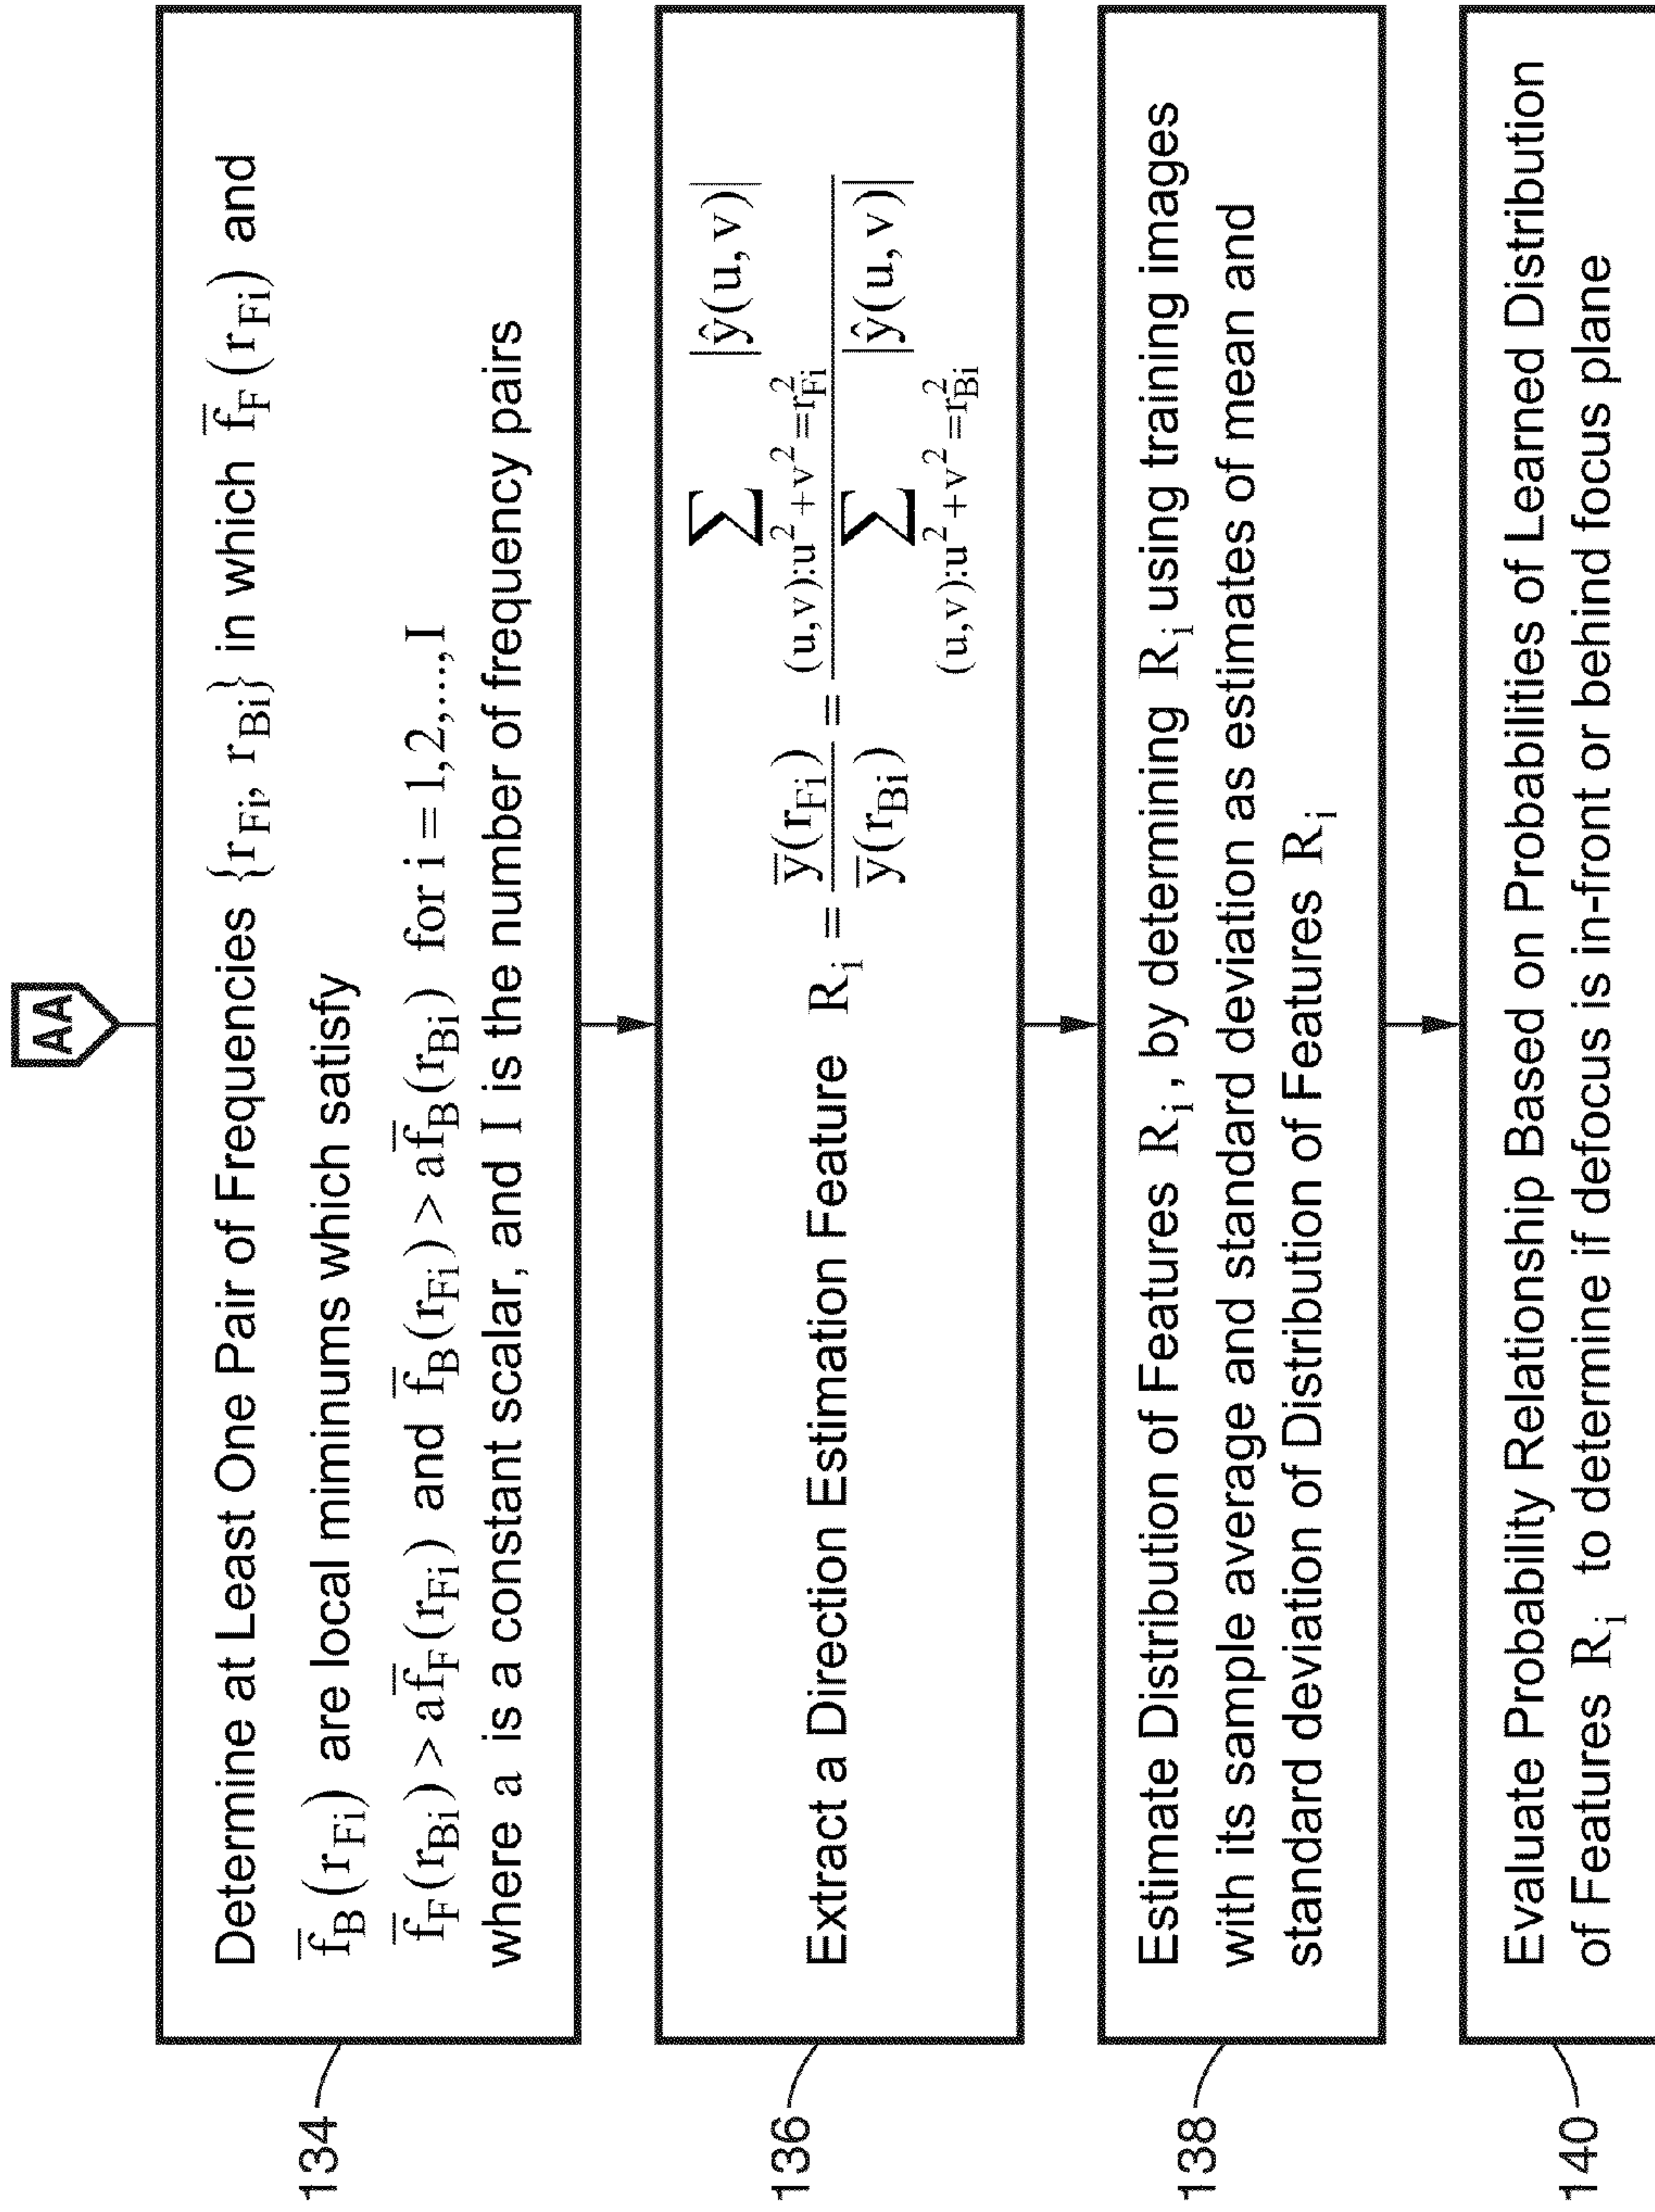 AA
134
Determine at Least One Pair of Frequencies {r_Fi, r_Bi} in which f̅_F(r_Fi) and
f̅_B(r_Fi) are local miminums which satisfy
f̅_F(r_Bi) > af̅_F(r_Fi) and f̅_B(r_Fi) > af̅_B(r_Bi) for i = 1,2,...,I
where a is a constant scalar, and I is the number of frequency pairs
136
Extract a Direction Estimation Feature R_i = y̅(r_Fi) / y̅(r_Bi) = ∑_{(u,v):u²+v²=r²_Fi} |ŷ(u,v)| / ∑_{(u,v):u²+v²=r²_Bi} |ŷ(u,v)|
138
Estimate Distribution of Features R_i, by determining R_i using training images
with its sample average and standard deviation as estimates of mean and
standard deviation of Distribution of Features R_i
140
Evaluate Probability Relationship Based on Probabilities of Learned Distribution
of Features R_i to determine if defocus is in-front or behind focus plane